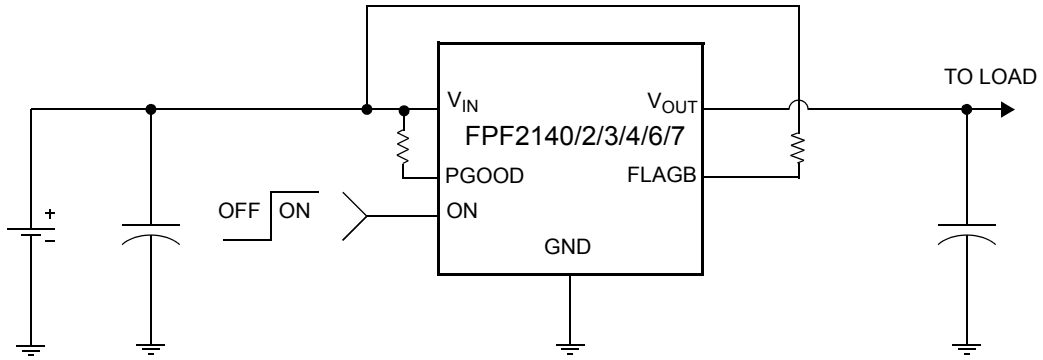 TO LOAD
V_IN
V_OUT
FPF2140/2/3/4/6/7
PGOOD
FLAGB
OFF
ON
ON
GND
+
–